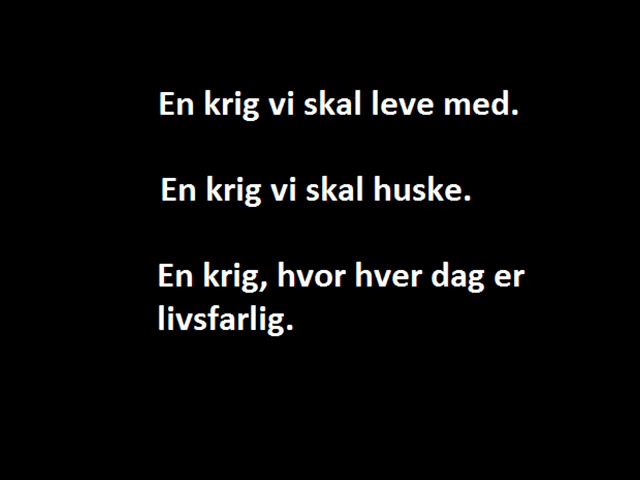 En krig vi skal leve med.
En krig vi skal huske.
En krig, hvor hver dag er
livsfarlig.